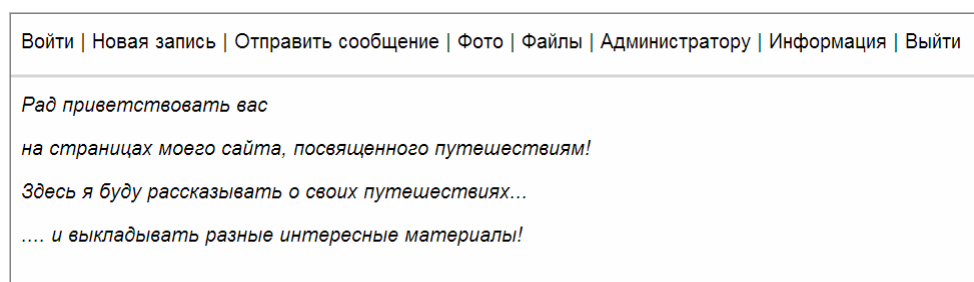 Войти | Новая запись | Отправить сообщение | Фото | Файлы | Администратору | Информация | Выйти
Рад приветствовать вас
на страницах моего сайта, посвященного путешествиям!
Здесь я буду рассказывать о своих путешествиях...
.... и выкладывать разные интересные материалы!